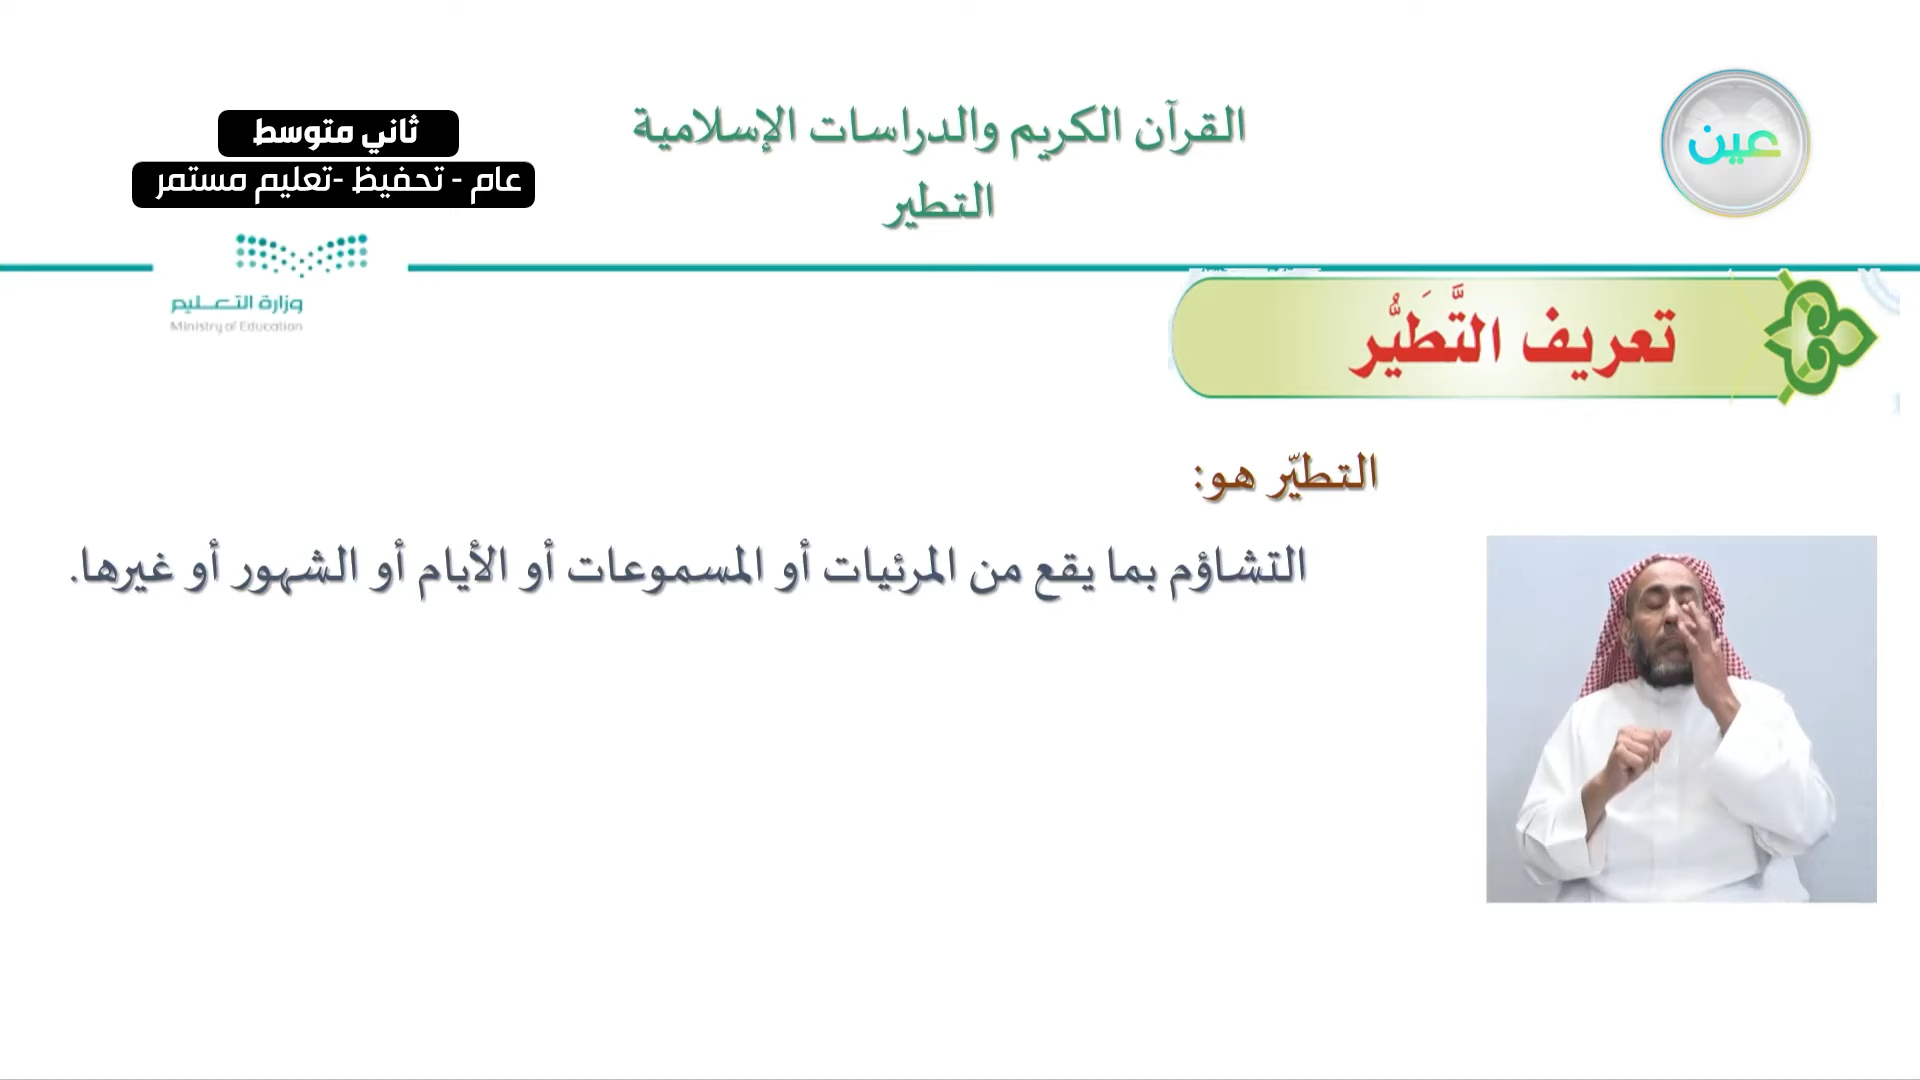 القرآن الكريم والدراسات الإسلامية
التطير
عين
ثاني متوسط
عام - تحفيظ -تعليم مستمر
وزارة التعليم
Ministry of Education
تعريف التَّطَيُّر
التطيّر هو:
التشاؤم بما يقع من المرئيات أو المسموعات أو الأيام أو الشهور أو غيرها.